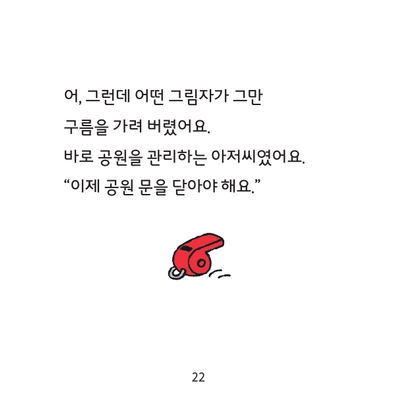 어, 그런데 어떤 그림자가 그만
구름을 가려 버렸어요.
바로 공원을 관리하는 아저씨였어요.
“이제 공원 문을 닫아야 해요.”
22